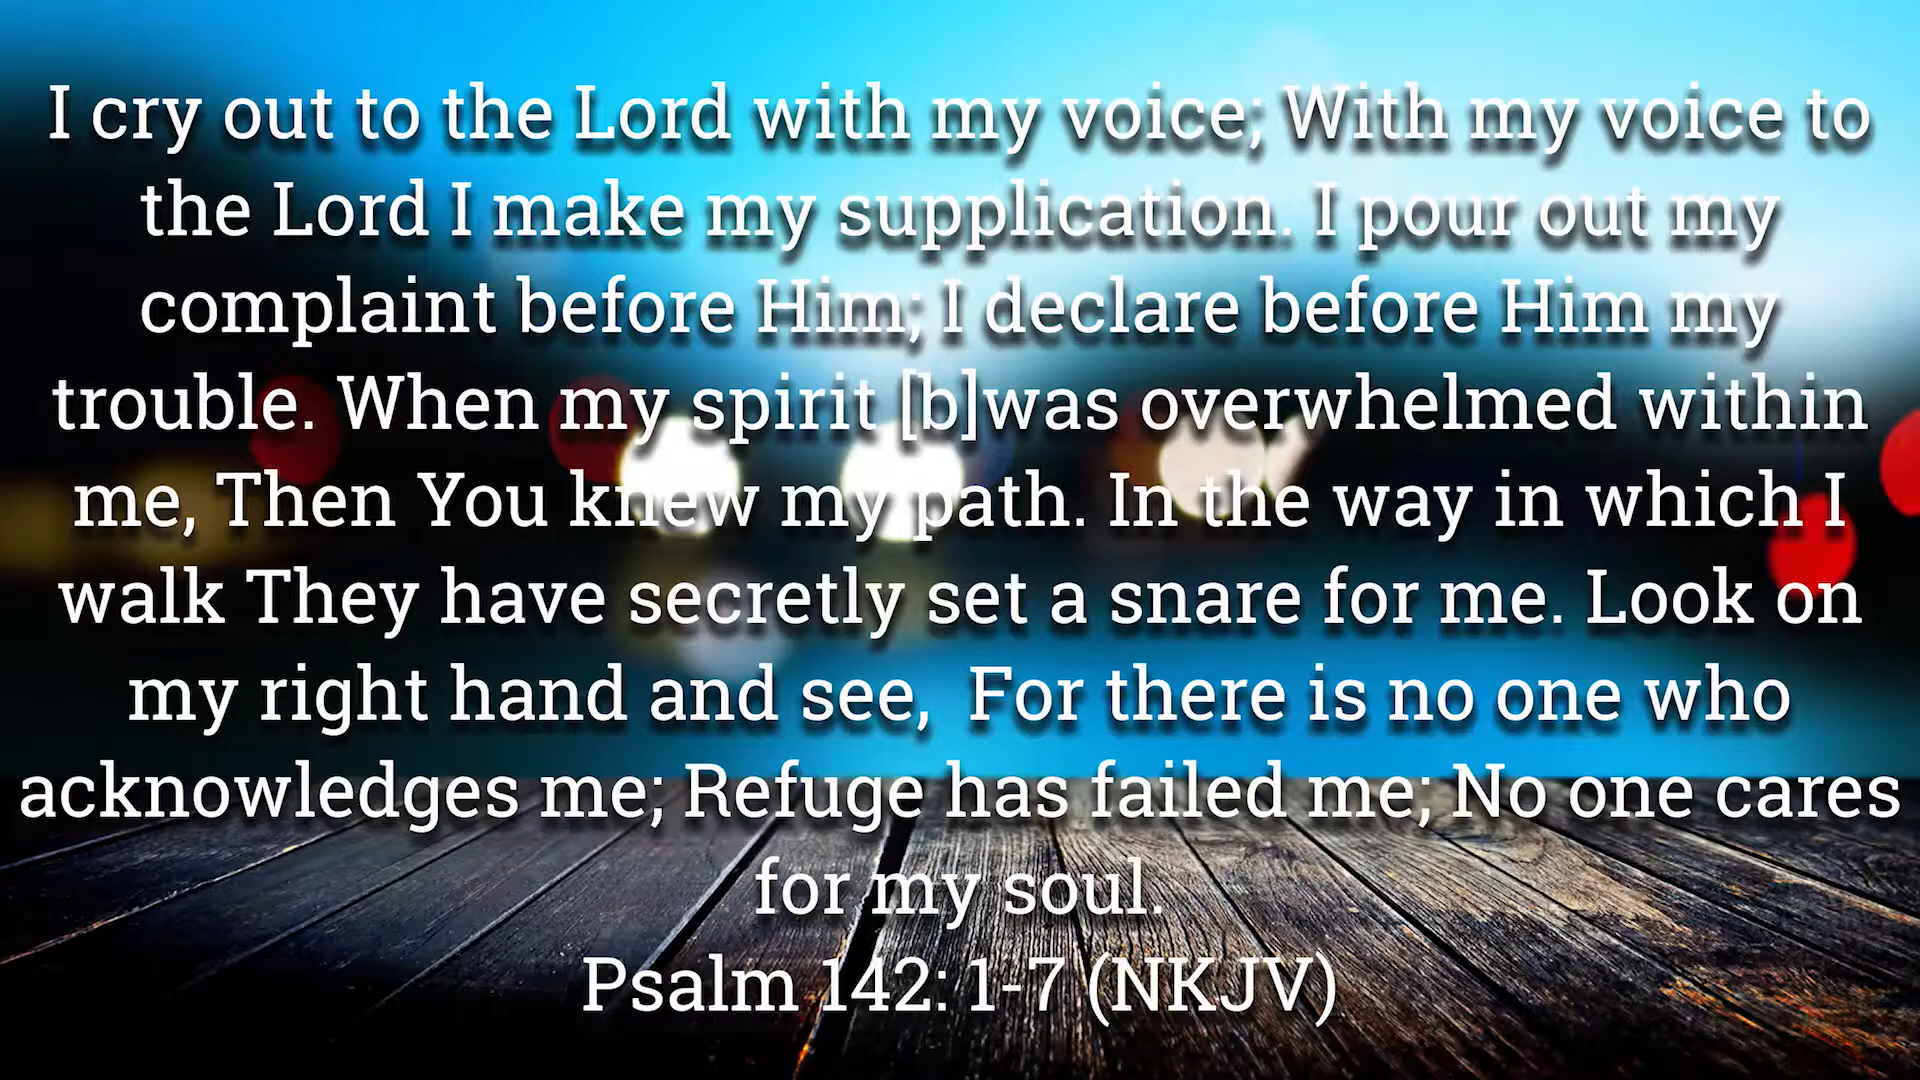 I cry out to the Lord with my voice; With my voice to
the Lord I make my supplication. I pour out my
complaint before Him; I declare before Him my
trouble. When my spirit [b]was overwhelmed within
me, Then You knew my path. In the way in which I
walk They have secretly set a snare for me. Look on
my right hand and see,  For there is no one who
acknowledges me; Refuge has failed me; No one cares
for my soul.
Psalm 142: 1-7 (NKJV)